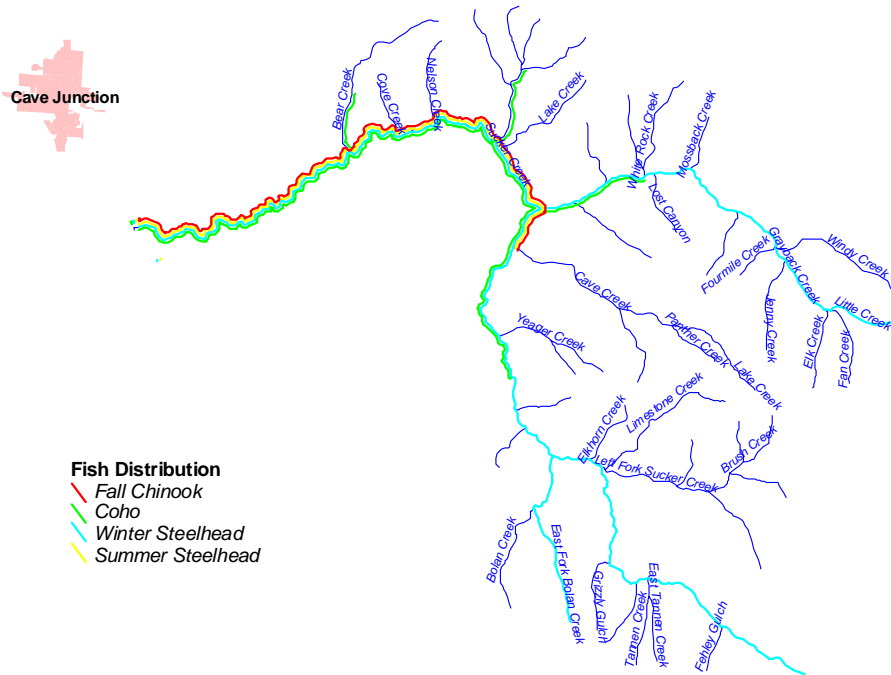 Cave Junction
Bear Creek
Cove Creek
Nelson Creek
Sucker Creek
Lake Creek
White Rock Creek
Mossback Creek
Lost Canyon
Fourmile Creek
Grayback Creek
Windy Creek
Little Creek
Jenny Creek
Elk Creek
Fan Creek
Cave Creek
Panther Creek
Lake Creek
Yeager Creek
Elkhorn Creek
Limestone Creek
Left Fork Sucker Creek
Brush Creek
Fish Distribution
Fall Chinook
Coho
Winter Steelhead
Summer Steelhead
Bolan Creek
East Fork Bolan Creek
Grizzly Gulch
Tannen Creek
East Tannen Creek
Fehley Gulch